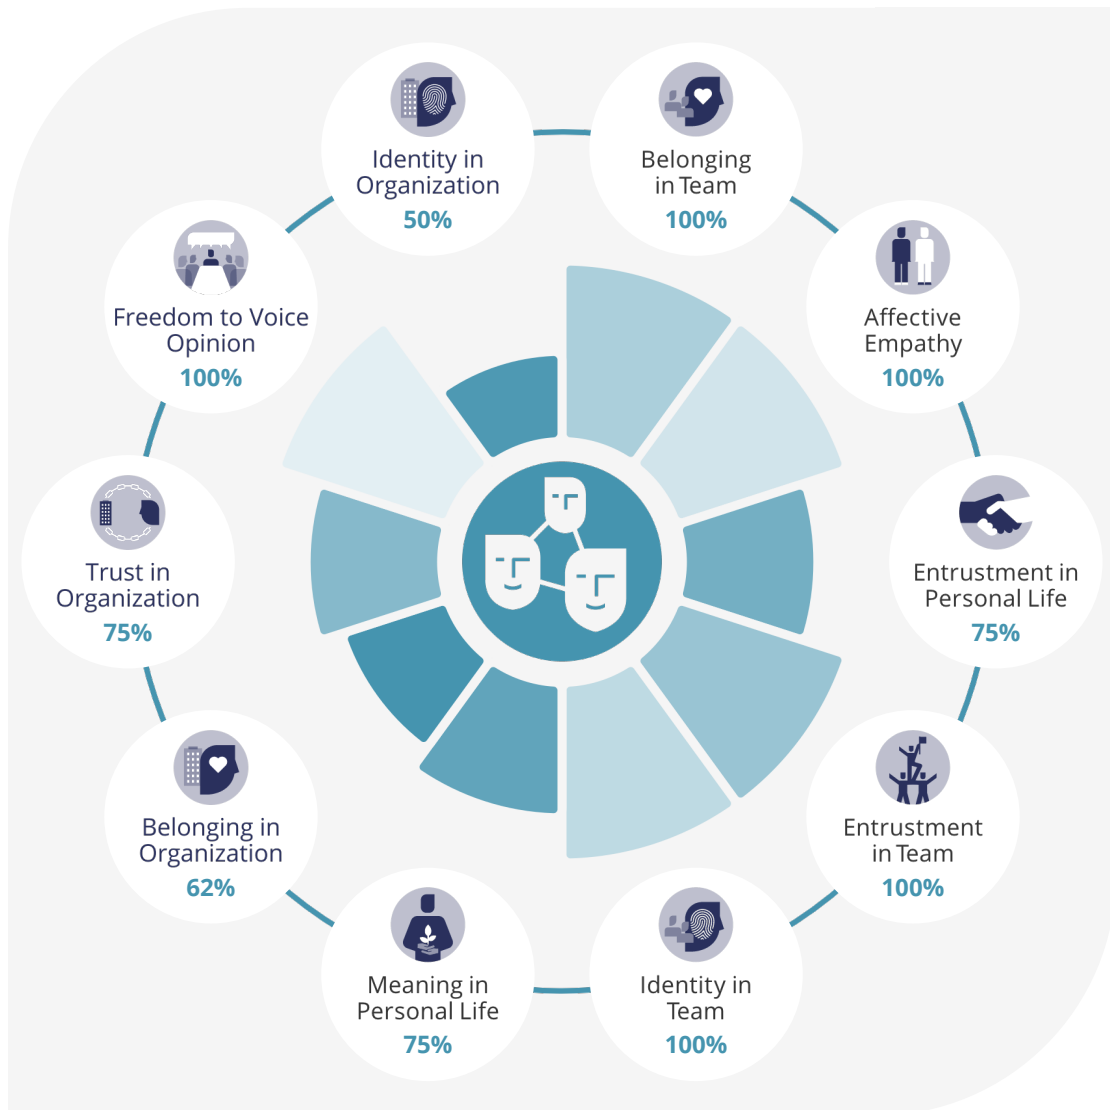 Identity in
Organization
50%
Belonging
in Team
100%
Freedom to Voice
Opinion
100%
Affective
Empathy
100%
Trust in
Organization
75%
Entrustment in
Personal Life
75%
Belonging in
Organization
62%
Entrustment
in Team
100%
Meaning in
Personal Life
75%
Identity in
Team
100%